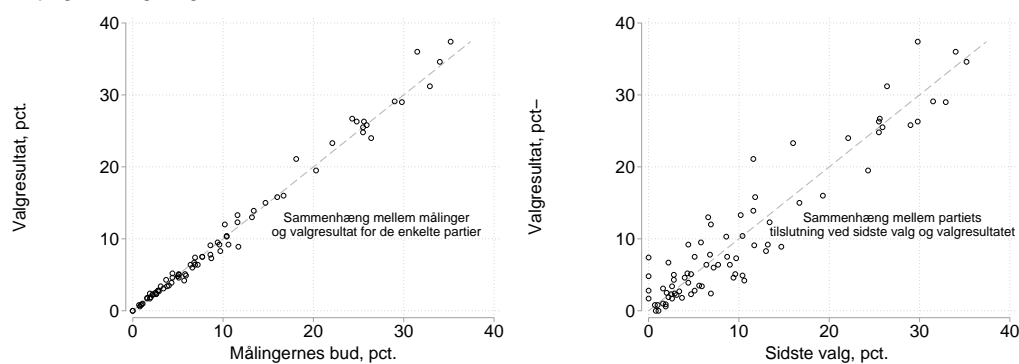 Valgresultat, pct.
40
30
20
10
0
Sammenhæng mellem målinger
og valgresultat for de enkelte partier
0 10 20 30 40
Målingernes bud, pct.
Valgresultat, pct–
40
30
20
10
0
Sammenhæng mellem partiets
tilslutning ved sidste valg og valgresultatet
0 10 20 30 40
Sidste valg, pct.